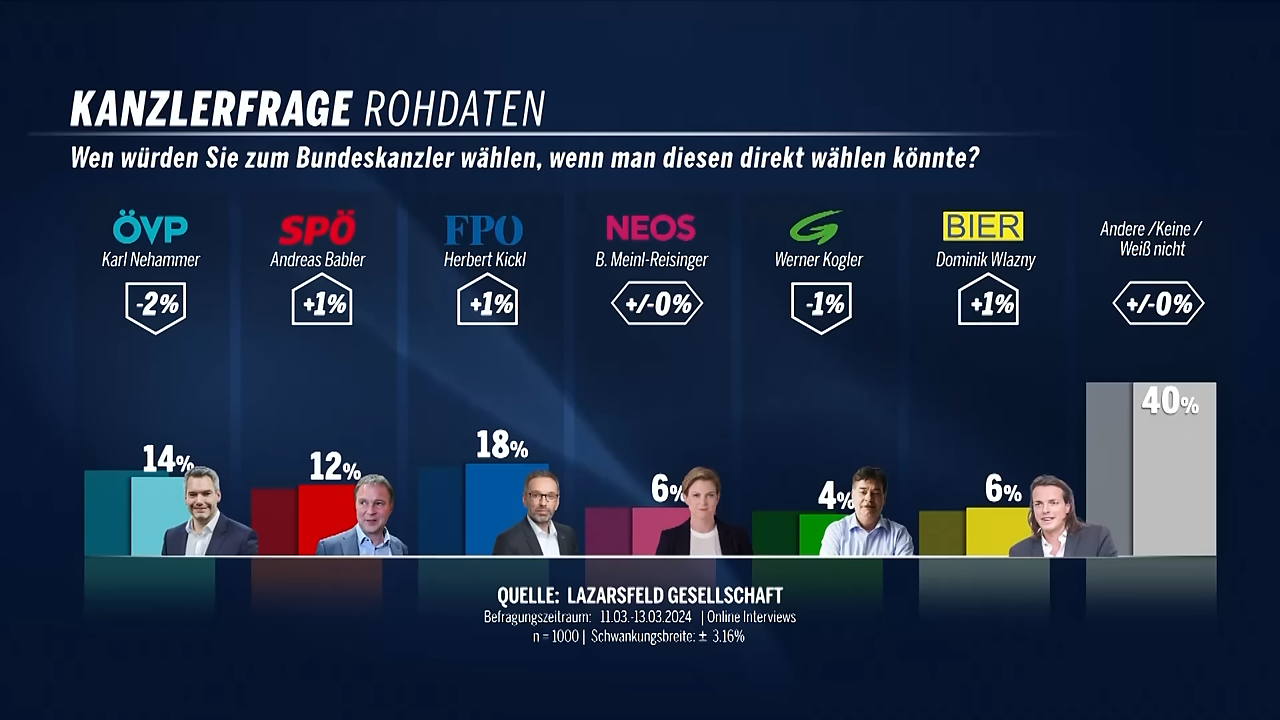 KANZLERFRAGE ROHDATEN
Wen würden Sie zum Bundeskanzler wählen, wenn man diesen direkt wählen könnte?
ÖVP
Karl Nehammer
-2%
14%
SPÖ
Andreas Babler
+1%
12%
FPÖ
Herbert Kickl
+1%
18%
NEOS
B. Meinl-Reisinger
+/-0%
6%
Werner Kogler
-1%
4%
BIER
Dominik Wlazny
+1%
6%
Andere /Keine /
Weiß nicht
+/-0%
40%
QUELLE: LAZARSFELD GESELLSCHAFT
Befragungszeitraum: 11.03.-13.03.2024 | Online Interviews
n = 1000 | Schwankungsbreite: ± 3.16%